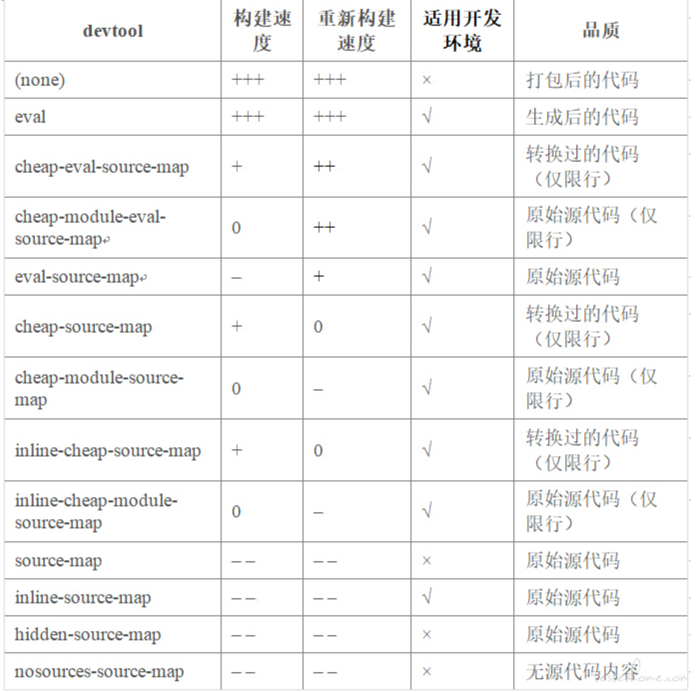 devtool 构建速度 重新构建速度 适用开发环境 品质
(none) +++ +++ × 打包后的代码
eval +++ +++ √ 生成后的代码
cheap-eval-source-map + ++ √ 转换过的代码（仅限行）
cheap-module-eval-source-map 0 ++ √ 原始源代码（仅限行）
eval-source-map – + √ 原始源代码
cheap-source-map + 0 √ 转换过的代码（仅限行）
cheap-module-source-map 0 – √ 原始源代码（仅限行）
inline-cheap-source-map + 0 √ 转换过的代码（仅限行）
inline-cheap-module-source-map 0 – √ 原始源代码（仅限行）
source-map –– –– × 原始源代码
inline-source-map –– –– √ 原始源代码
hidden-source-map –– –– × 原始源代码
nosources-source-map –– –– × 无源代码内容